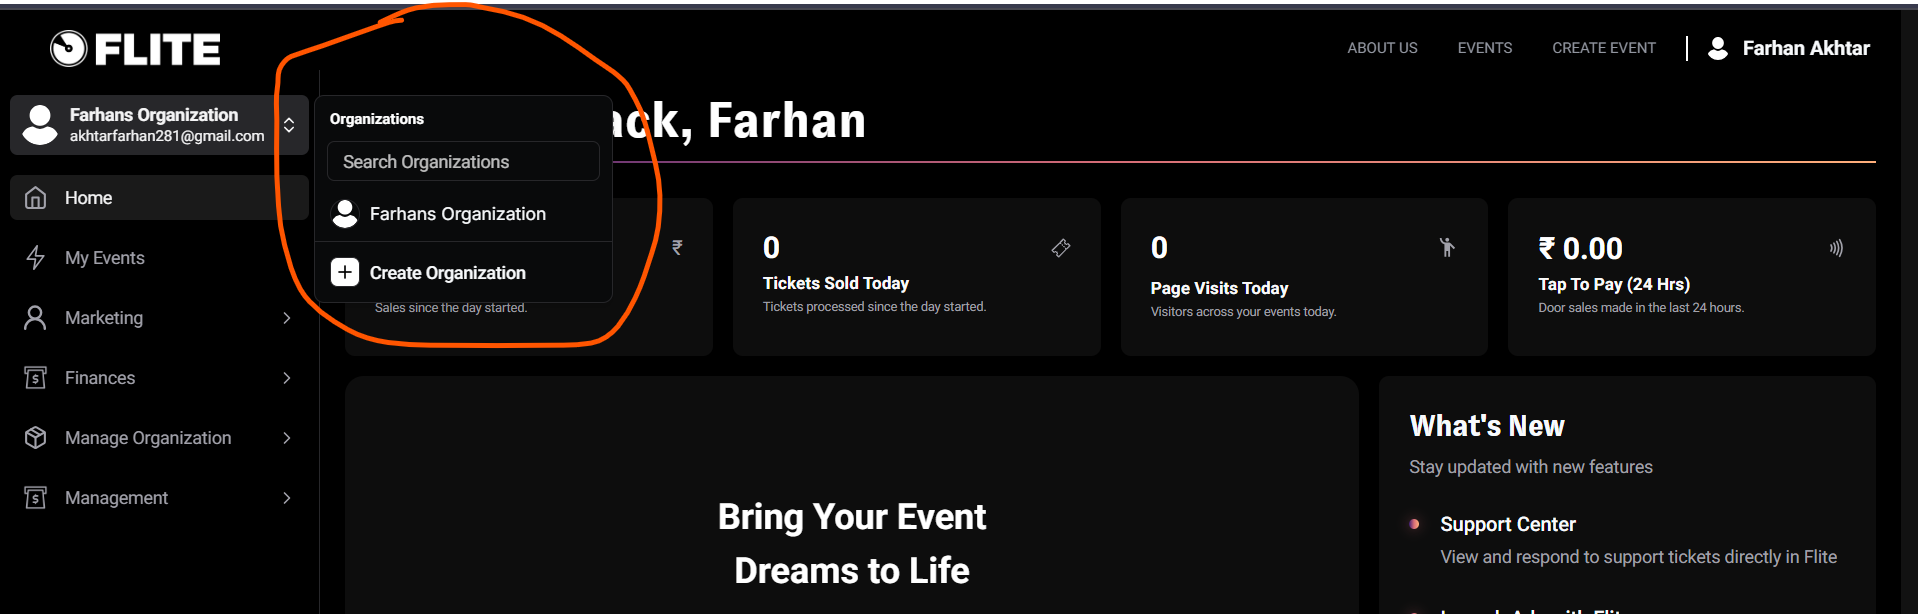 FLITE
ABOUT US
EVENTS
CREATE EVENT
Farhan Akhtar
Farhans Organization
akhtarfarhan281@gmail.com
Home
My Events
Marketing
Finances
Manage Organization
Management
Organizations
Search Organizations
Farhans Organization
Create Organization
ack, Farhan
₹
Sales since the day started.
0
Tickets Sold Today
Tickets processed since the day started.
0
Page Visits Today
Visitors across your events today.
₹ 0.00
Tap To Pay (24 Hrs)
Door sales made in the last 24 hours.
Bring Your Event
Dreams to Life
What's New
Stay updated with new features
Support Center
View and respond to support tickets directly in Flite